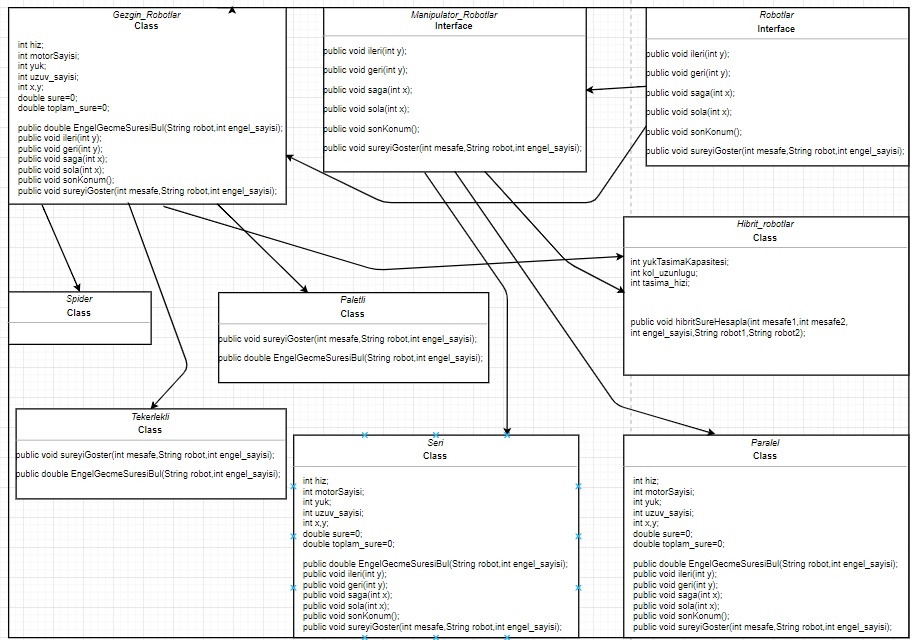 Gezgin_Robotlar
Class
int hiz;
int motorSayisi;
int yuk;
int uzuv_sayisi;
int x,y;
double sure=0;
double toplam_sure=0;
public double EngelGecmeSuresiBul(String robot,int engel_sayisi);
public void ileri(int y);
public void geri(int y);
public void saga(int x);
public void sola(int x);
public void sonKonum();
public void sureyiGoster(int mesafe,String robot,int engel_sayisi);
Manipulator_Robotlar
Interface
public void ileri(int y);
public void geri(int y);
public void saga(int x);
public void sola(int x);
public void sonKonum();
public void sureyiGoster(int mesafe,String robot,int engel_sayisi);
Robotlar
Interface
public void ileri(int y);
public void geri(int y);
public void saga(int x);
public void sola(int x);
public void sonKonum();
public void sureyiGoster(int mesafe,String robot,int engel_sayisi);
Hibrit_robotlar
Class
int yukTasimaKapasitesi;
int kol_uzunlugu;
int tasima_hizi;
public void hibritSureHesapla(int mesafe1,int mesafe2,
int engel_sayisi,String robot1,String robot2);
Spider
Class
Paletli
Class
public void sureyiGoster(int mesafe,String robot,int engel_sayisi);
public double EngelGecmeSuresiBul(String robot,int engel_sayisi);
Tekerlekli
Class
public void sureyiGoster(int mesafe,String robot,int engel_sayisi);
public double EngelGecmeSuresiBul(String robot,int engel_sayisi);
Seri
Class
int hiz;
int motorSayisi;
int yuk;
int uzuv_sayisi;
int x,y;
double sure=0;
double toplam_sure=0;
public double EngelGecmeSuresiBul(String robot,int engel_sayisi);
public void ileri(int y);
public void geri(int y);
public void saga(int x);
public void sola(int x);
public void sonKonum();
public void sureyiGoster(int mesafe,String robot,int engel_sayisi);
Paralel
Class
int hiz;
int motorSayisi;
int yuk;
int uzuv_sayisi;
int x,y;
double sure=0;
double toplam_sure=0;
public double EngelGecmeSuresiBul(String robot,int engel_sayisi);
public void ileri(int y);
public void geri(int y);
public void saga(int x);
public void sola(int x);
public void sonKonum();
public void sureyiGoster(int mesafe,String robot,int engel_sayisi);